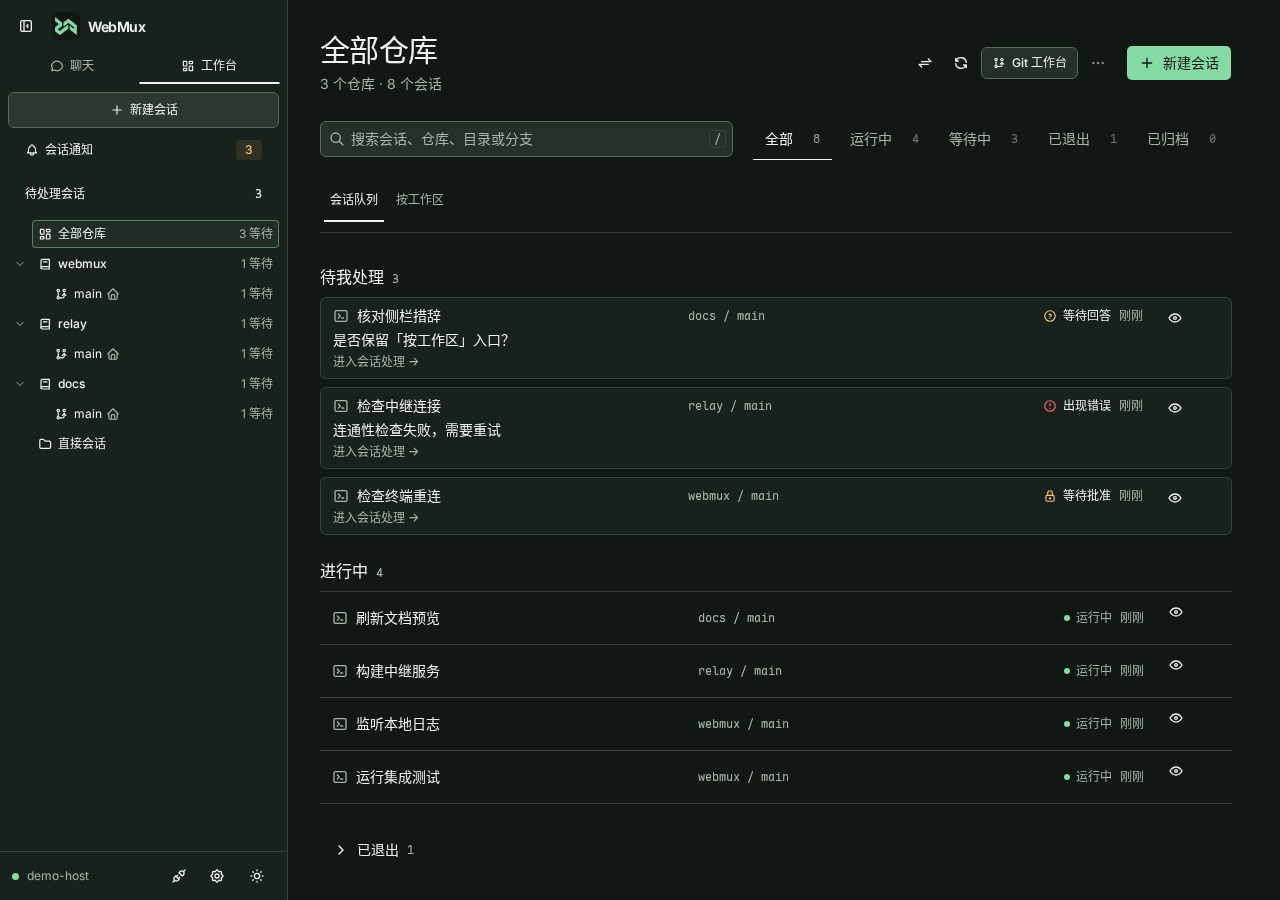 WebMux
聊天
工作台
新建会话
会话通知 3
待处理会话 3
全部仓库 3 等待
webmux 1 等待
main 1 等待
relay 1 等待
main 1 等待
docs 1 等待
main 1 等待
直接会话
demo-host
全部仓库
3 个仓库 · 8 个会话
Git 工作台
新建会话
搜索会话、仓库、目录或分支 /
全部 8 运行中 4 等待中 3 已退出 1 已归档 0
会话队列 按工作区
待我处理 3
核对侧栏措辞 docs / main 等待回答 刚刚
是否保留「按工作区」入口？
进入会话处理 →
检查中继连接 relay / main 出现错误 刚刚
连通性检查失败，需要重试
进入会话处理 →
检查终端重连 webmux / main 等待批准 刚刚
进入会话处理 →
进行中 4
刷新文档预览 docs / main 运行中 刚刚
构建中继服务 relay / main 运行中 刚刚
监听本地日志 webmux / main 运行中 刚刚
运行集成测试 webmux / main 运行中 刚刚
已退出 1